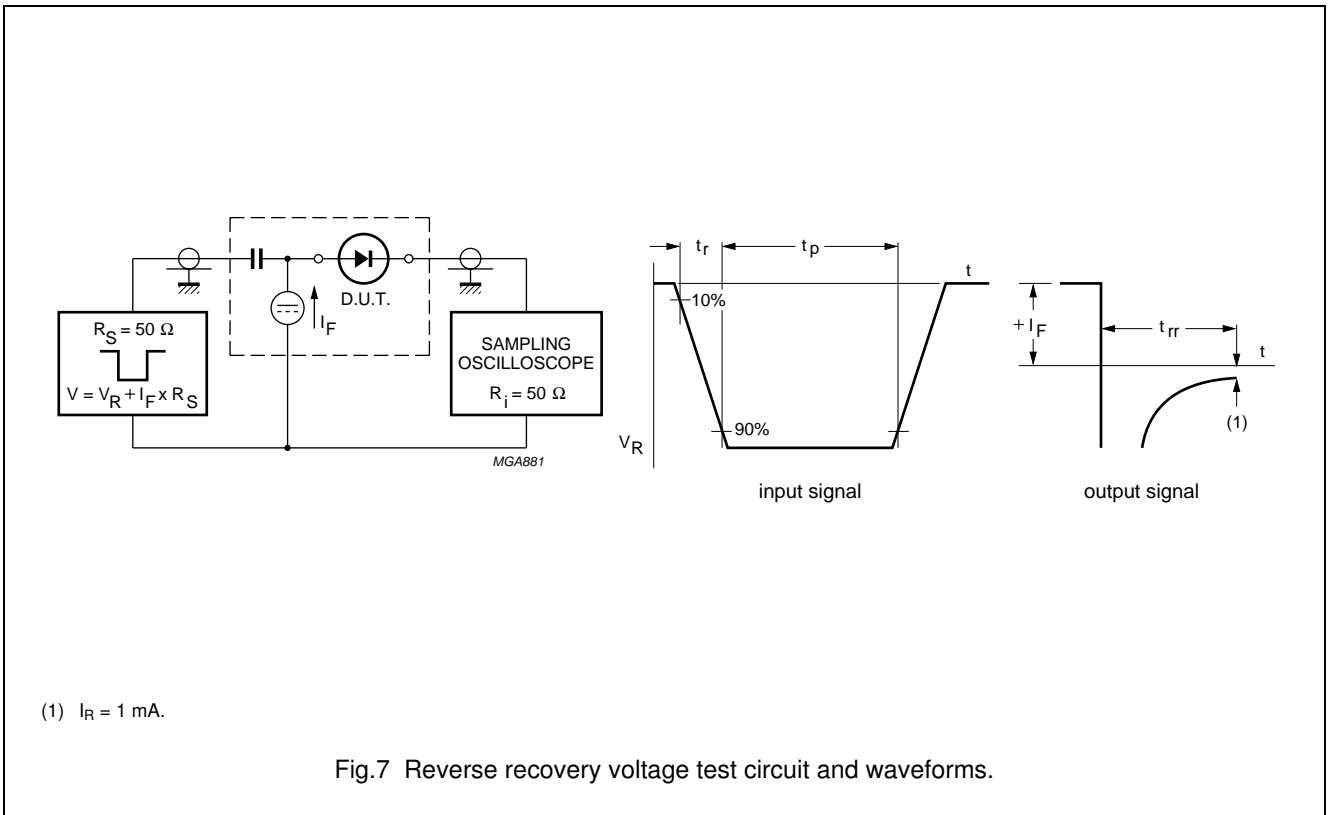 R_S = 50 Ω
V = V_R + I_F x R_S
D.U.T.
I_F
SAMPLING
OSCILLOSCOPE
R_i = 50 Ω
MGA881
t_r
t_p
t
10%
90%
V_R
input signal
+ I_F
t_rr
t
(1)
output signal
(1) I_R = 1 mA.
Fig.7 Reverse recovery voltage test circuit and waveforms.